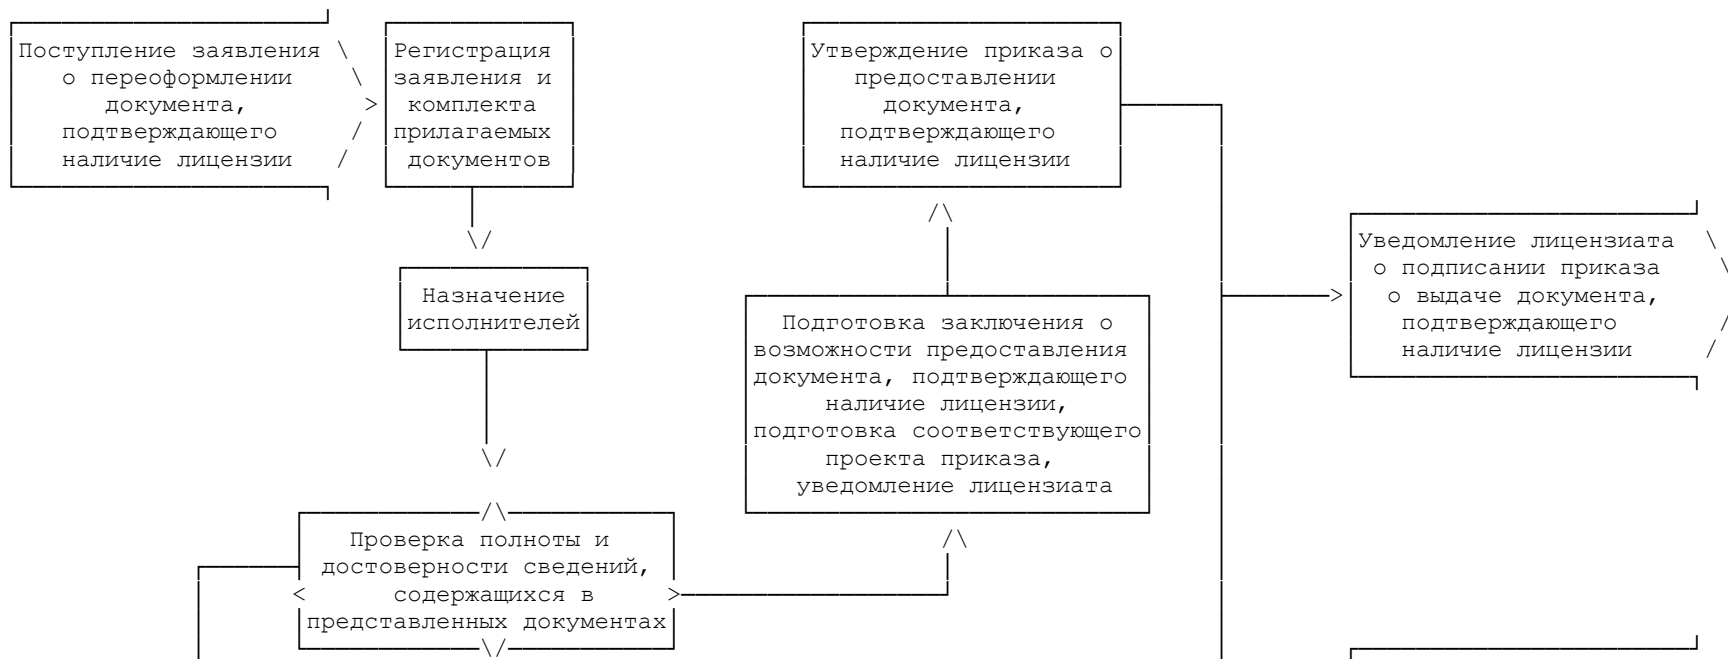 Поступление заявления
о переоформлении
документа,
подтверждающего
наличие лицензии
Регистрация
заявления и
комплекта
прилагаемых
документов
Утверждение приказа о
предоставлении
документа,
подтверждающего
наличие лицензии
Уведомление лицензиата
о подписании приказа
о выдаче документа,
подтверждающего
наличие лицензии
Назначение
исполнителей
Подготовка заключения о
возможности предоставления
документа, подтверждающего
наличие лицензии,
подготовка соответствующего
проекта приказа,
уведомление лицензиата
Проверка полноты и
достоверности сведений,
содержащихся в
представленных документах